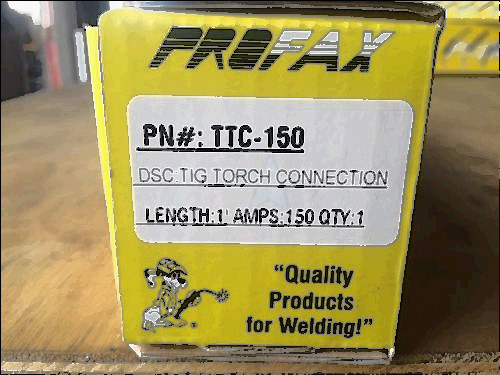 PROFAX
PN#: TTC-150
DSC:TIG TORCH CONNECTION
LENGTH:1' AMPS:150 QTY:1
"Quality
Products
for Welding!"